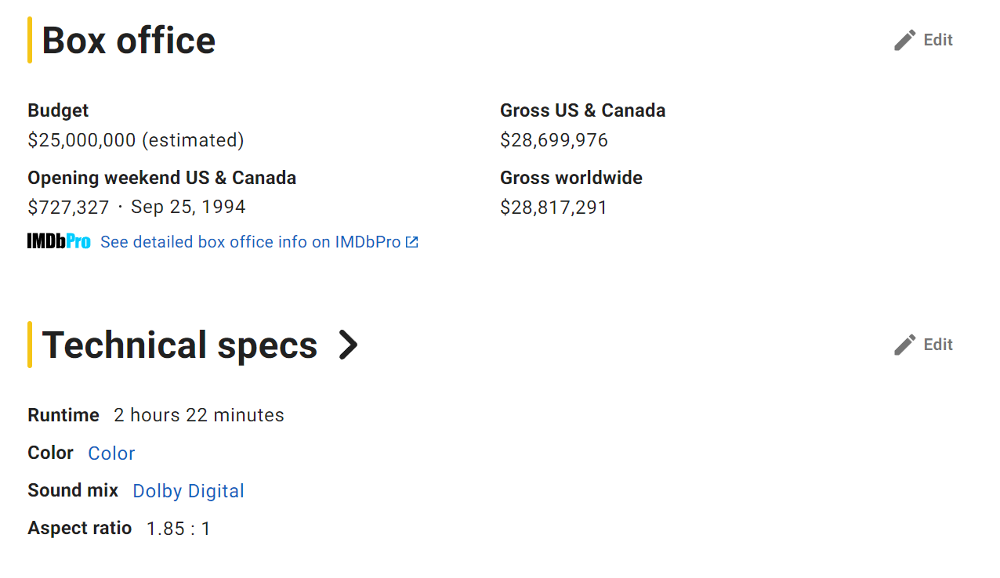 Box office
Edit
Budget
$25,000,000 (estimated)
Gross US & Canada
$28,699,976
Opening weekend US & Canada
$727,327 · Sep 25, 1994
Gross worldwide
$28,817,291
IMDbPro See detailed box office info on IMDbPro
Technical specs
Edit
Runtime 2 hours 22 minutes
Color Color
Sound mix Dolby Digital
Aspect ratio 1.85 : 1